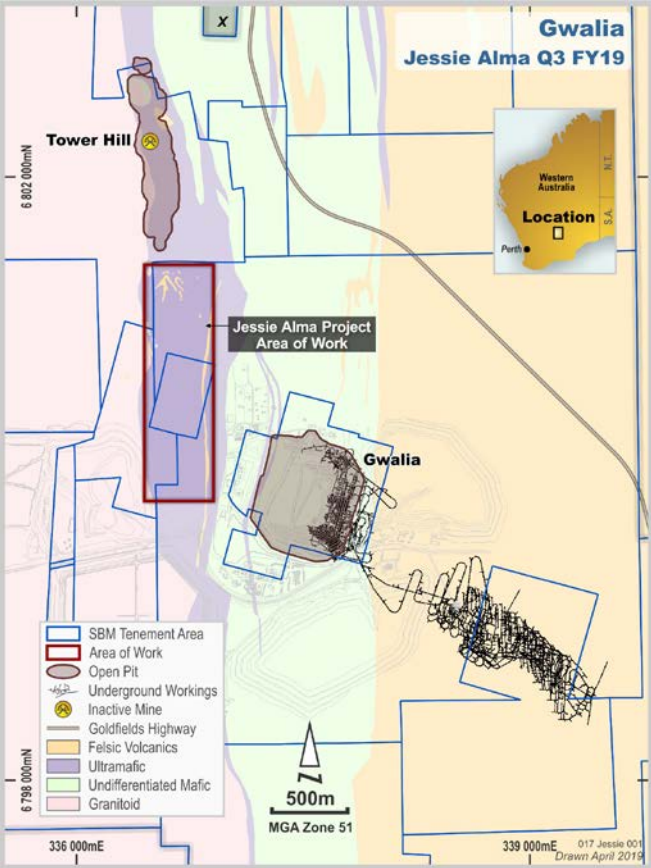 x
Gwalia
Jessie Alma Q3 FY19
Tower Hill
6 802 000mN
Western
Australia
N.T.
S.A.
Location
Perth
Jessie Alma Project
Area of Work
Gwalia
SBM Tenement Area
Area of Work
Open Pit
Underground Workings
Inactive Mine
Goldfields Highway
Felsic Volcanics
Ultramafic
Undifferentiated Mafic
Granitoid
6 798 000mN
N
500m
MGA Zone 51
336 000mE
339 000mE
017 Jessie 001
Drawn April 2019